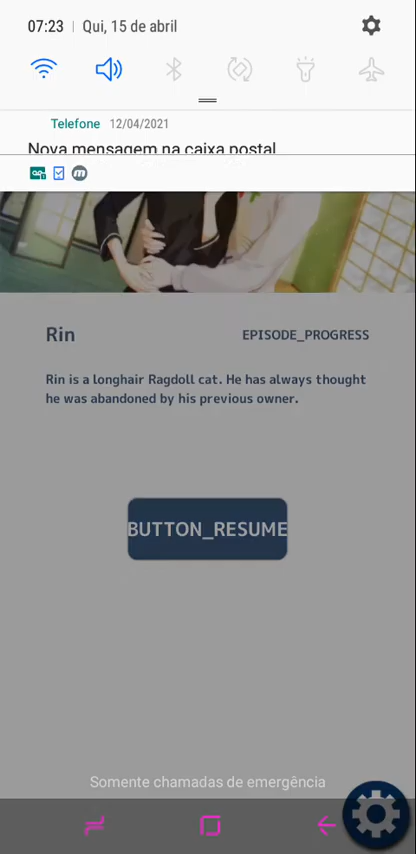 07:23 | Qui, 15 de abril
Telefone 12/04/2021
Nova mensagem na caixa postal
Rin EPISODE_PROGRESS
Rin is a longhair Ragdoll cat. He has always thought
he was abandoned by his previous owner.
BUTTON_RESUME
Somente chamadas de emergência